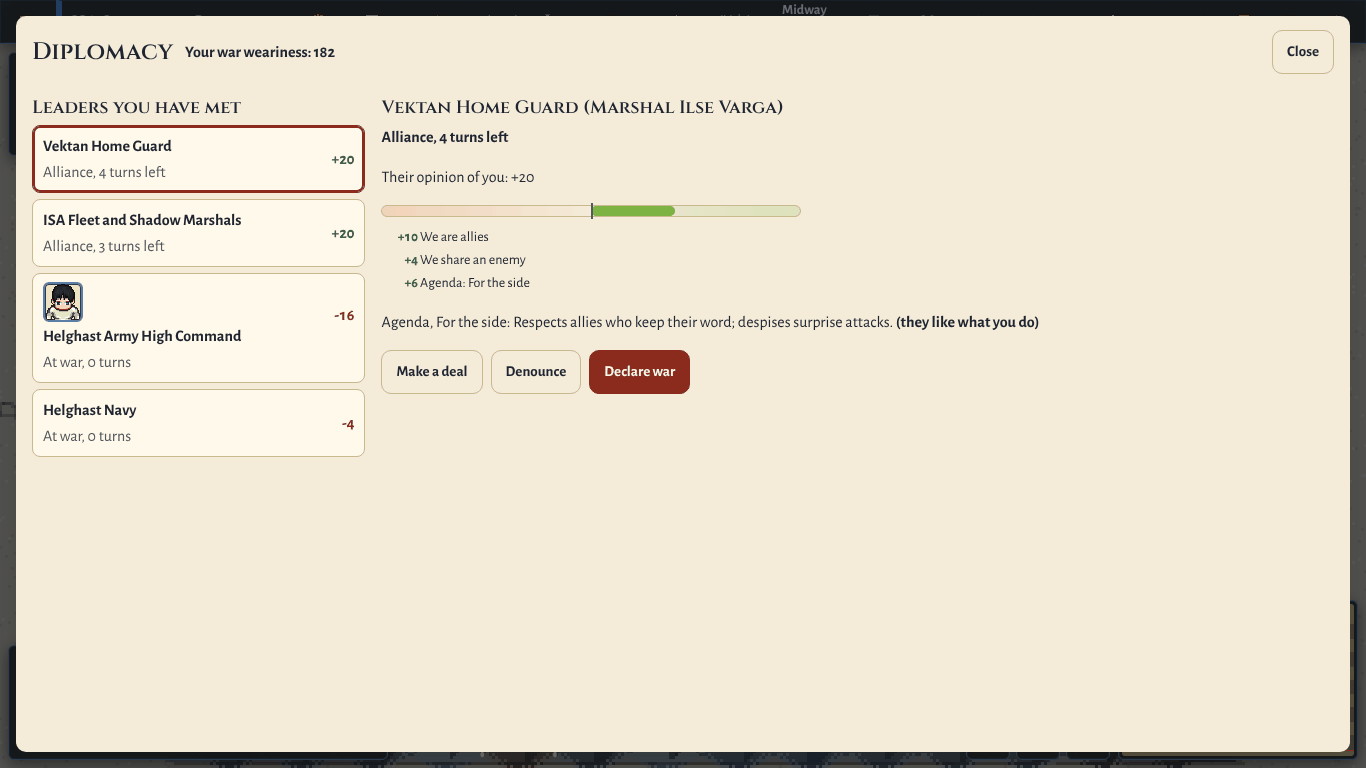 Midway
Diplomacy
Your war weariness: 182
Close
Leaders you have met
Vektan Home Guard
Alliance, 4 turns left
+20
ISA Fleet and Shadow Marshals
Alliance, 3 turns left
+20
Helghast Army High Command
At war, 0 turns
-16
Helghast Navy
At war, 0 turns
-4
Vektan Home Guard (Marshal Ilse Varga)
Alliance, 4 turns left
Their opinion of you: +20
+10 We are allies
+4 We share an enemy
+6 Agenda: For the side
Agenda, For the side: Respects allies who keep their word; despises surprise attacks. (they like what you do)
Make a deal
Denounce
Declare war